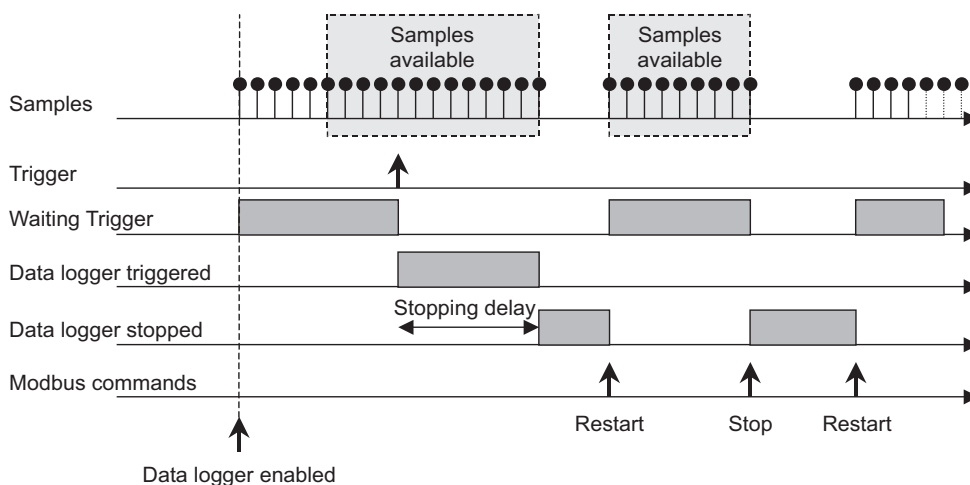 Samples
available
Samples
available
Samples
Trigger
Waiting Trigger
Data logger triggered
Stopping delay
Data logger stopped
Modbus commands
Restart
Stop
Restart
Data logger enabled